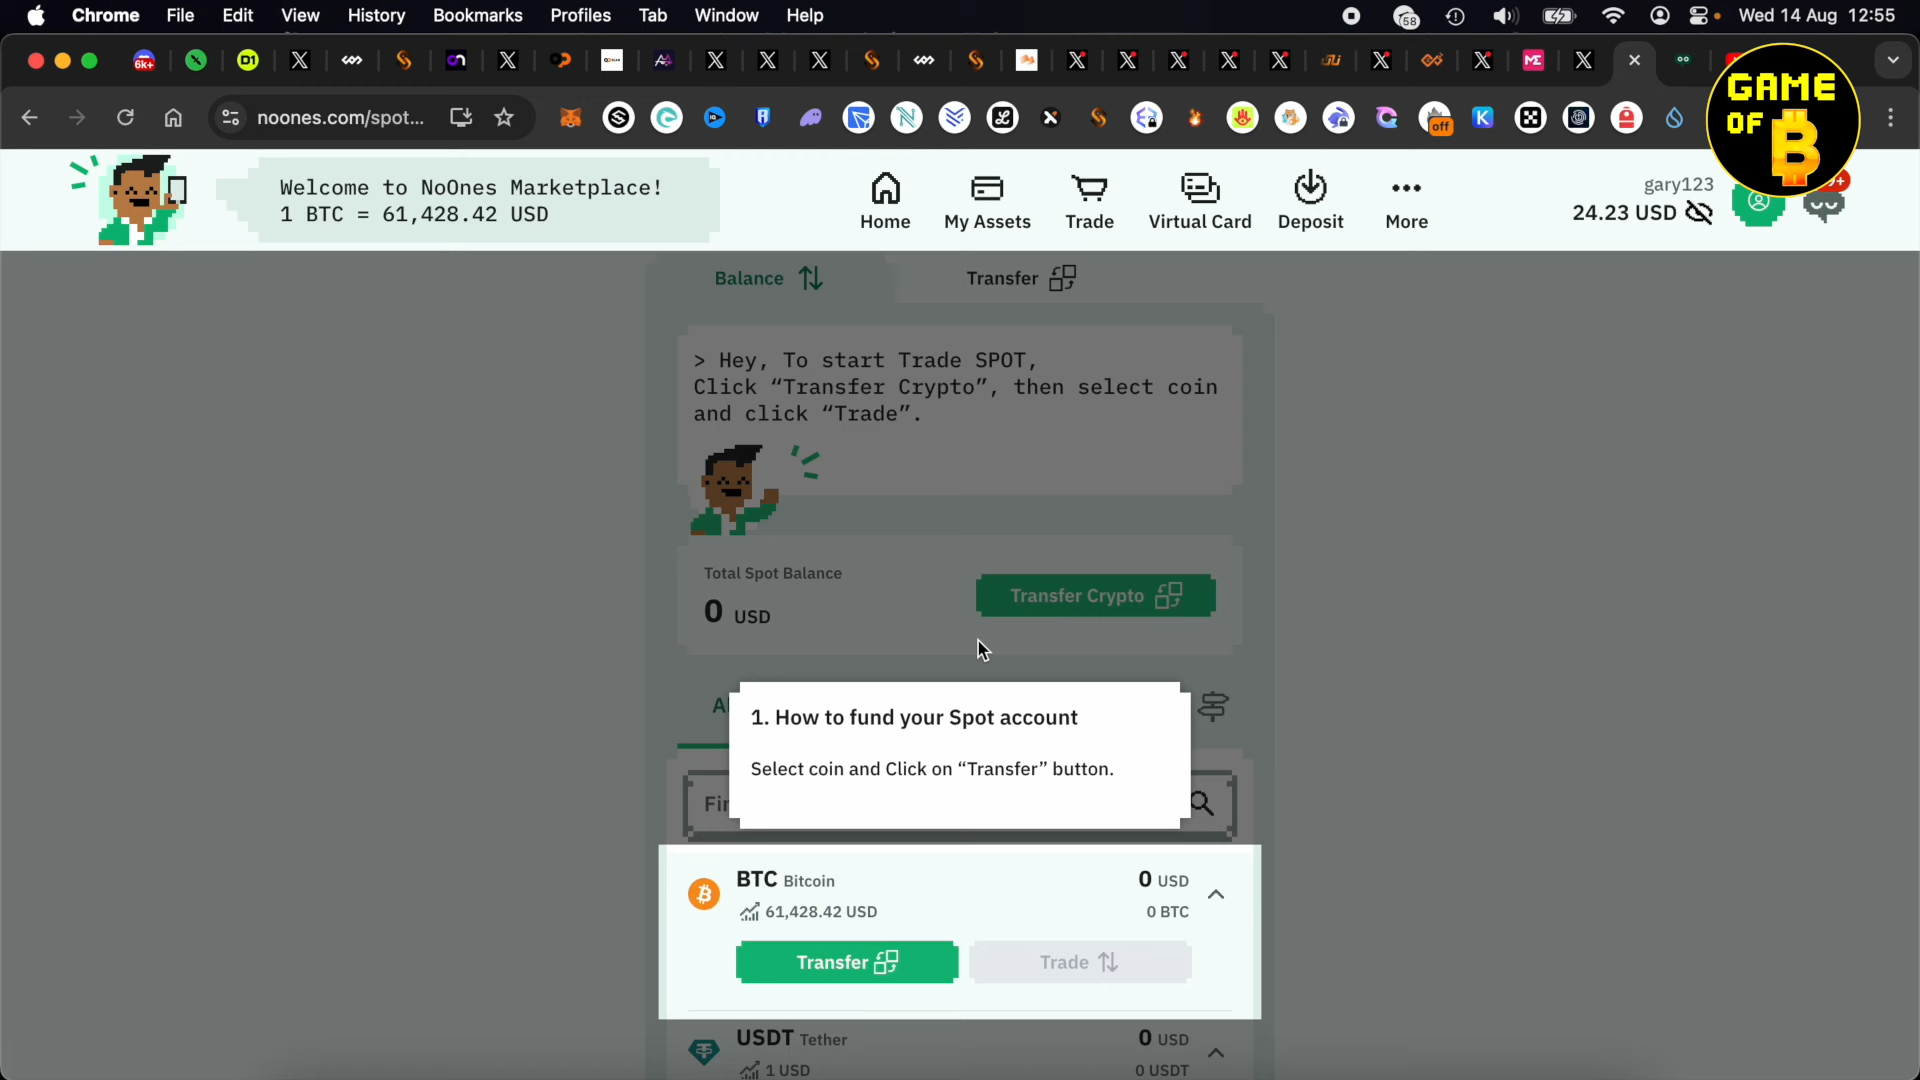 Chrome File Edit View History Bookmarks Profiles Tab Window Help
58
Wed 14 Aug 12:55
6k+
D1
noones.com/spot...
off
GAME
OF B
Welcome to NoOnes Marketplace!
1 BTC = 61,428.42 USD
Home
My Assets
Trade
Virtual Card
Deposit
More
gary123
24.23 USD
Balance
Transfer
> Hey, To start Trade SPOT,
Click “Transfer Crypto”, then select coin
and click “Trade”.
Total Spot Balance
0 USD
Transfer Crypto
1. How to fund your Spot account
Select coin and Click on “Transfer” button.
BTC Bitcoin
0 USD
61,428.42 USD
0 BTC
Transfer
Trade
USDT Tether
0 USD
1 USD
0 USDT